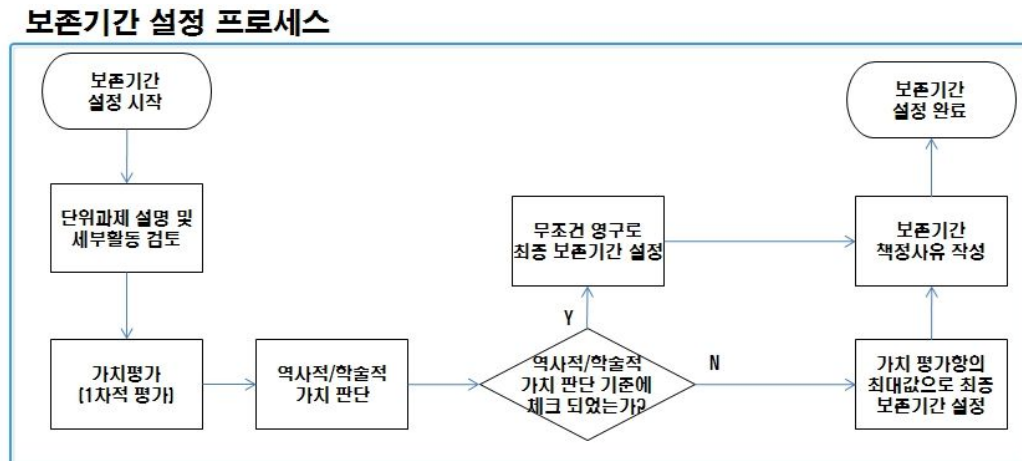 보존기간 설정 프로세스
보존기간
설정 시작
단위과제 설명 및
세부활동 검토
가치평가
(1차적 평가)
역사적/학술적
가치 판단
역사적/학술적
가치 판단 기준에
체크 되었는가?
Y
무조건 영구로
최종 보존기간 설정
N
가치 평가항의
최대값으로 최종
보존기간 설정
보존기간
책정사유 작성
보존기간
설정 완료